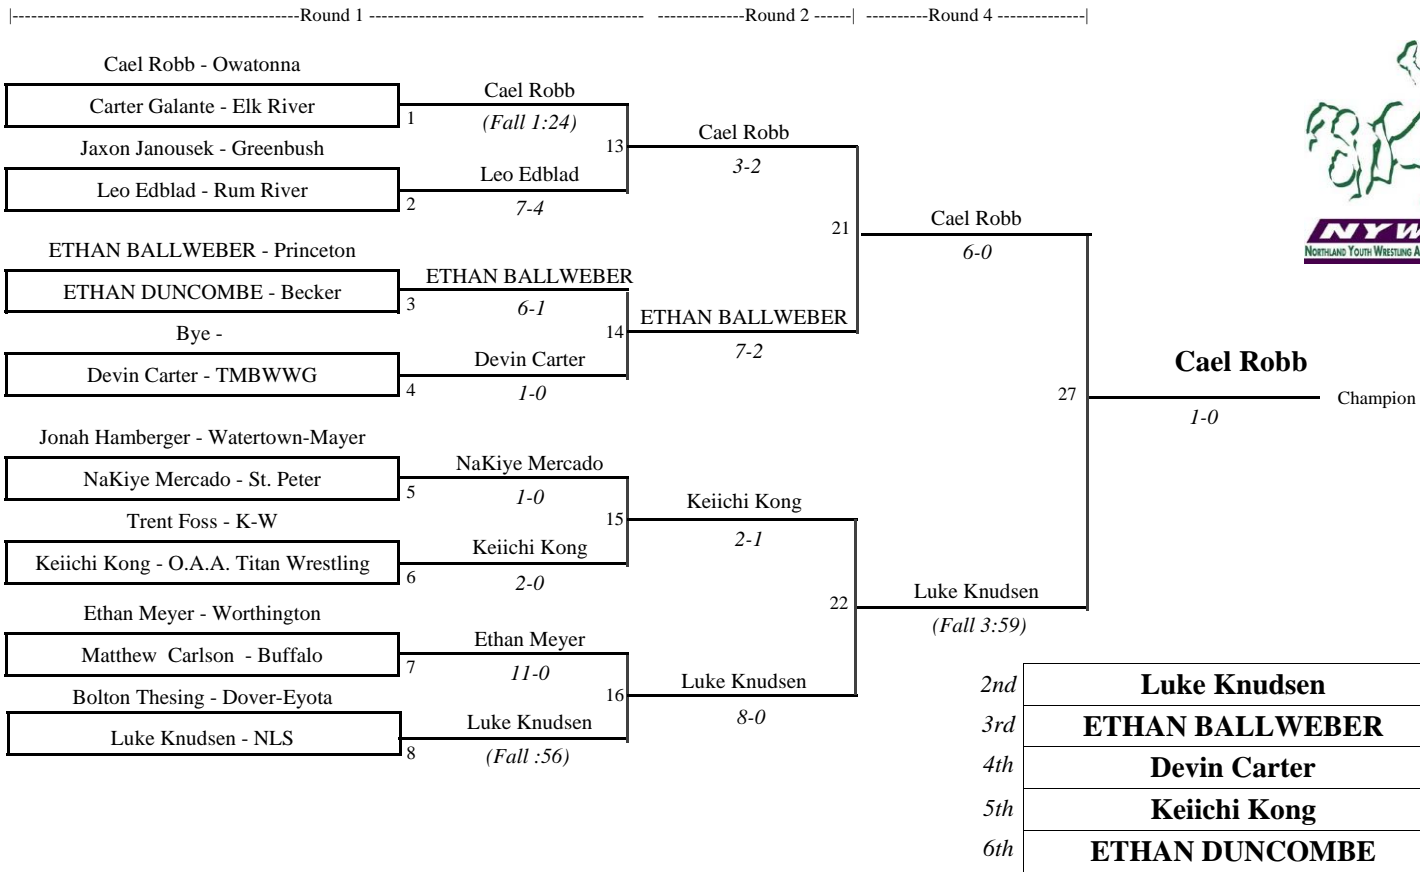 |----------------------------------------------Round 1 -------------------------------------------- --------------Round 2 ------| ----------Round 4 --------------|
Cael Robb - Owatonna
Carter Galante - Elk River
1
Cael Robb
(Fall 1:24)
Jaxon Janousek - Greenbush
Leo Edblad - Rum River
2
Leo Edblad
7-4
13
Cael Robb
3-2
ETHAN BALLWEBER - Princeton
ETHAN DUNCOMBE - Becker
3
ETHAN BALLWEBER
6-1
Bye -
Devin Carter - TMBWWG
4
Devin Carter
1-0
14
ETHAN BALLWEBER
7-2
21
Cael Robb
6-0
Jonah Hamberger - Watertown-Mayer
NaKiye Mercado - St. Peter
5
NaKiye Mercado
1-0
Trent Foss - K-W
Keiichi Kong - O.A.A. Titan Wrestling
6
Keiichi Kong
2-0
15
Keiichi Kong
2-1
Ethan Meyer - Worthington
Matthew  Carlson  - Buffalo
7
Ethan Meyer
11-0
Bolton Thesing - Dover-Eyota
Luke Knudsen - NLS
8
Luke Knudsen
(Fall :56)
16
Luke Knudsen
8-0
22
Luke Knudsen
(Fall 3:59)
27
Cael Robb
1-0
Champion
NORTHLAND YOUTH WRESTLING
2nd Luke Knudsen
3rd ETHAN BALLWEBER
4th Devin Carter
5th Keiichi Kong
6th ETHAN DUNCOMBE